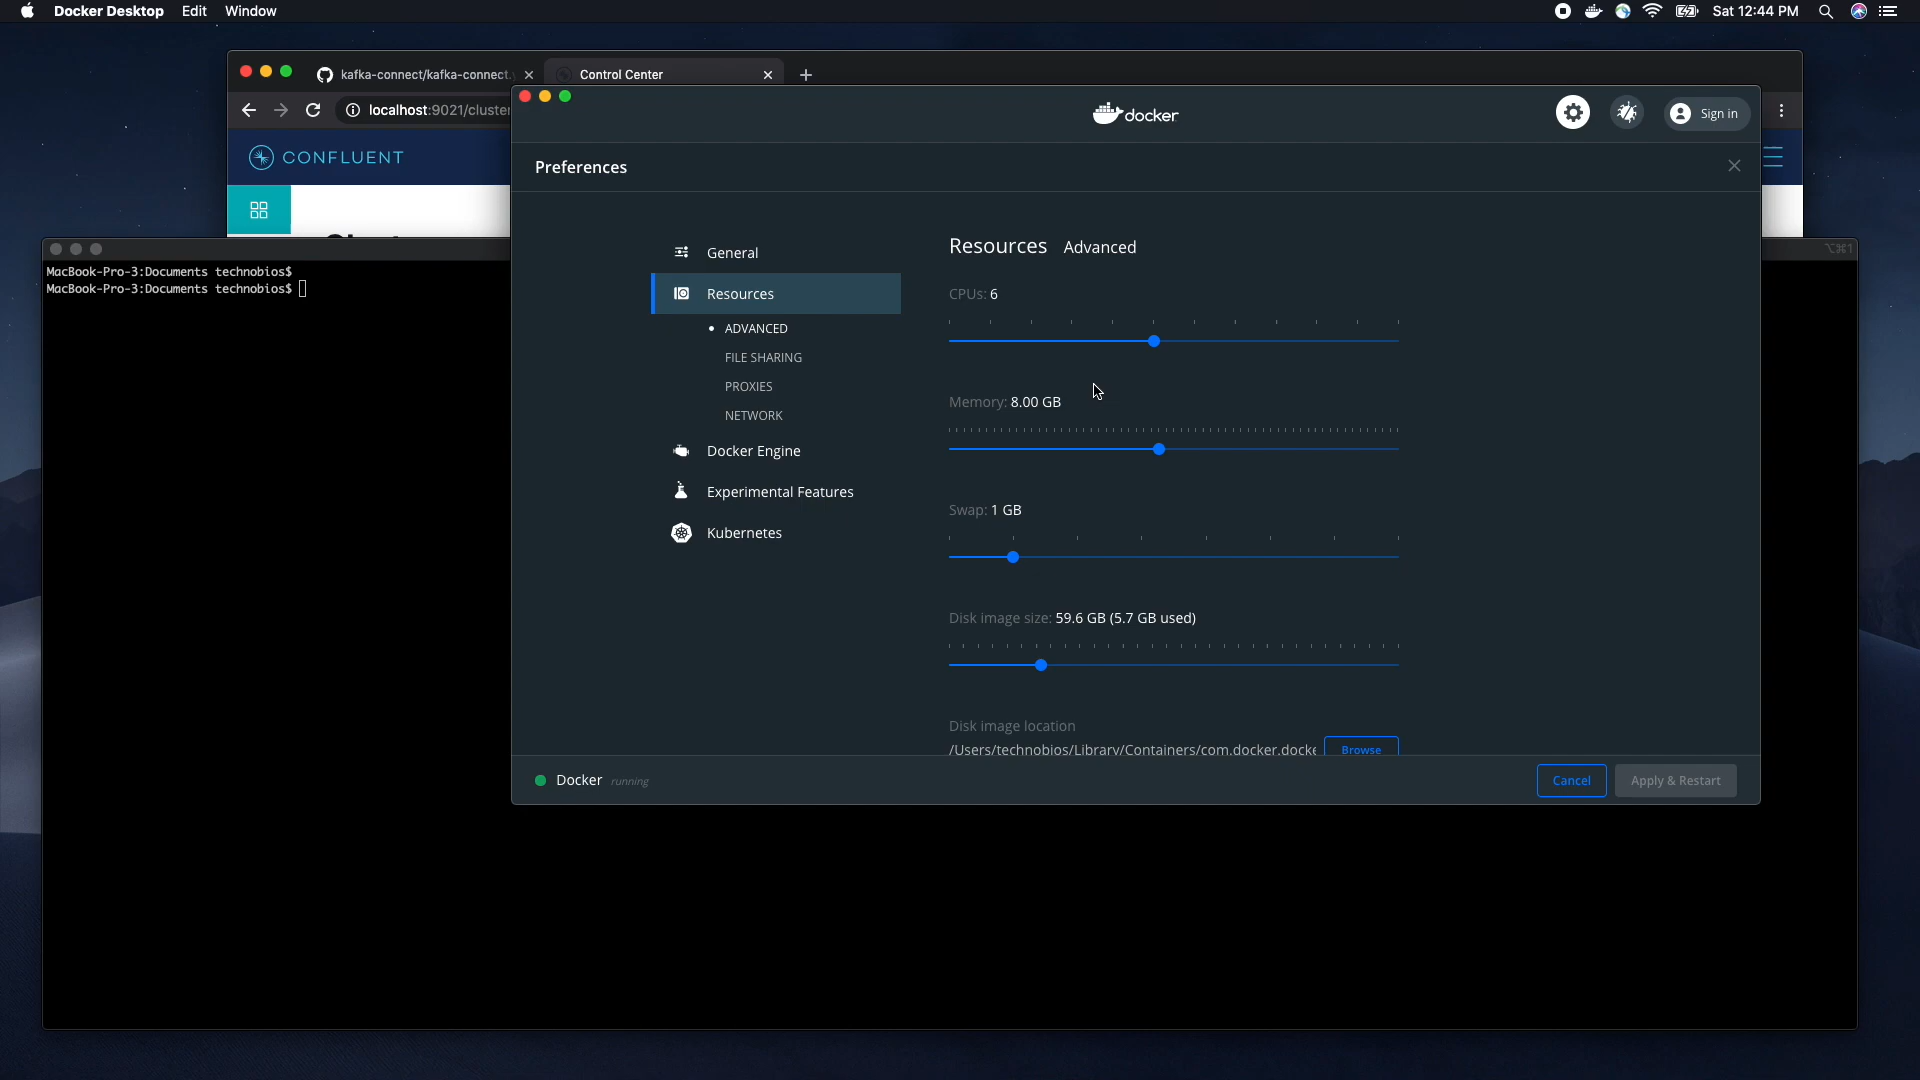 Docker Desktop Edit Window
Sat 12:44 PM
kafka-connect/kafka-connect.
Control Center
localhost:9021/cluster
docker
Sign in
CONFLUENT
Preferences
MacBook-Pro-3:Documents technobios$
MacBook-Pro-3:Documents technobios$
⌥⌘1
General
Resources
ADVANCED
FILE SHARING
PROXIES
NETWORK
Docker Engine
Experimental Features
Kubernetes
Resources Advanced
CPUs: 6
Memory: 8.00 GB
Swap: 1 GB
Disk image size: 59.6 GB (5.7 GB used)
Disk image location
/Users/technobios/Library/Containers/com.docker.docke
Browse
Docker running
Cancel
Apply & Restart